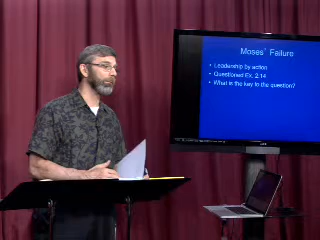 Moses' Failure
• Leadership by action
• Questioned Ex. 2:14
• What is the key to the question?